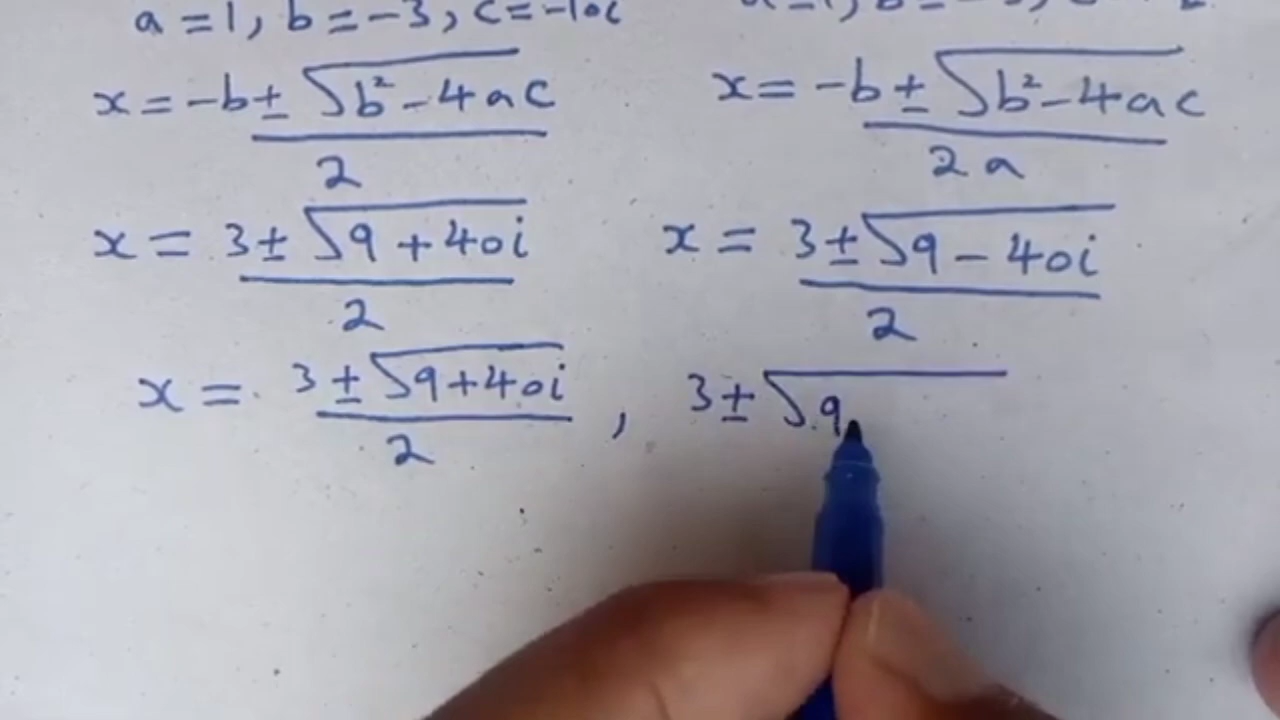 a = 1, b = -3, c = -10i
x = -b ± √b² - 4ac / 2
x = -b ± √b² - 4ac / 2a
x = 3 ± √9 + 40i / 2
x = 3 ± √9 - 40i / 2
x = 3 ± √9 + 40i / 2 , 3 ± √9